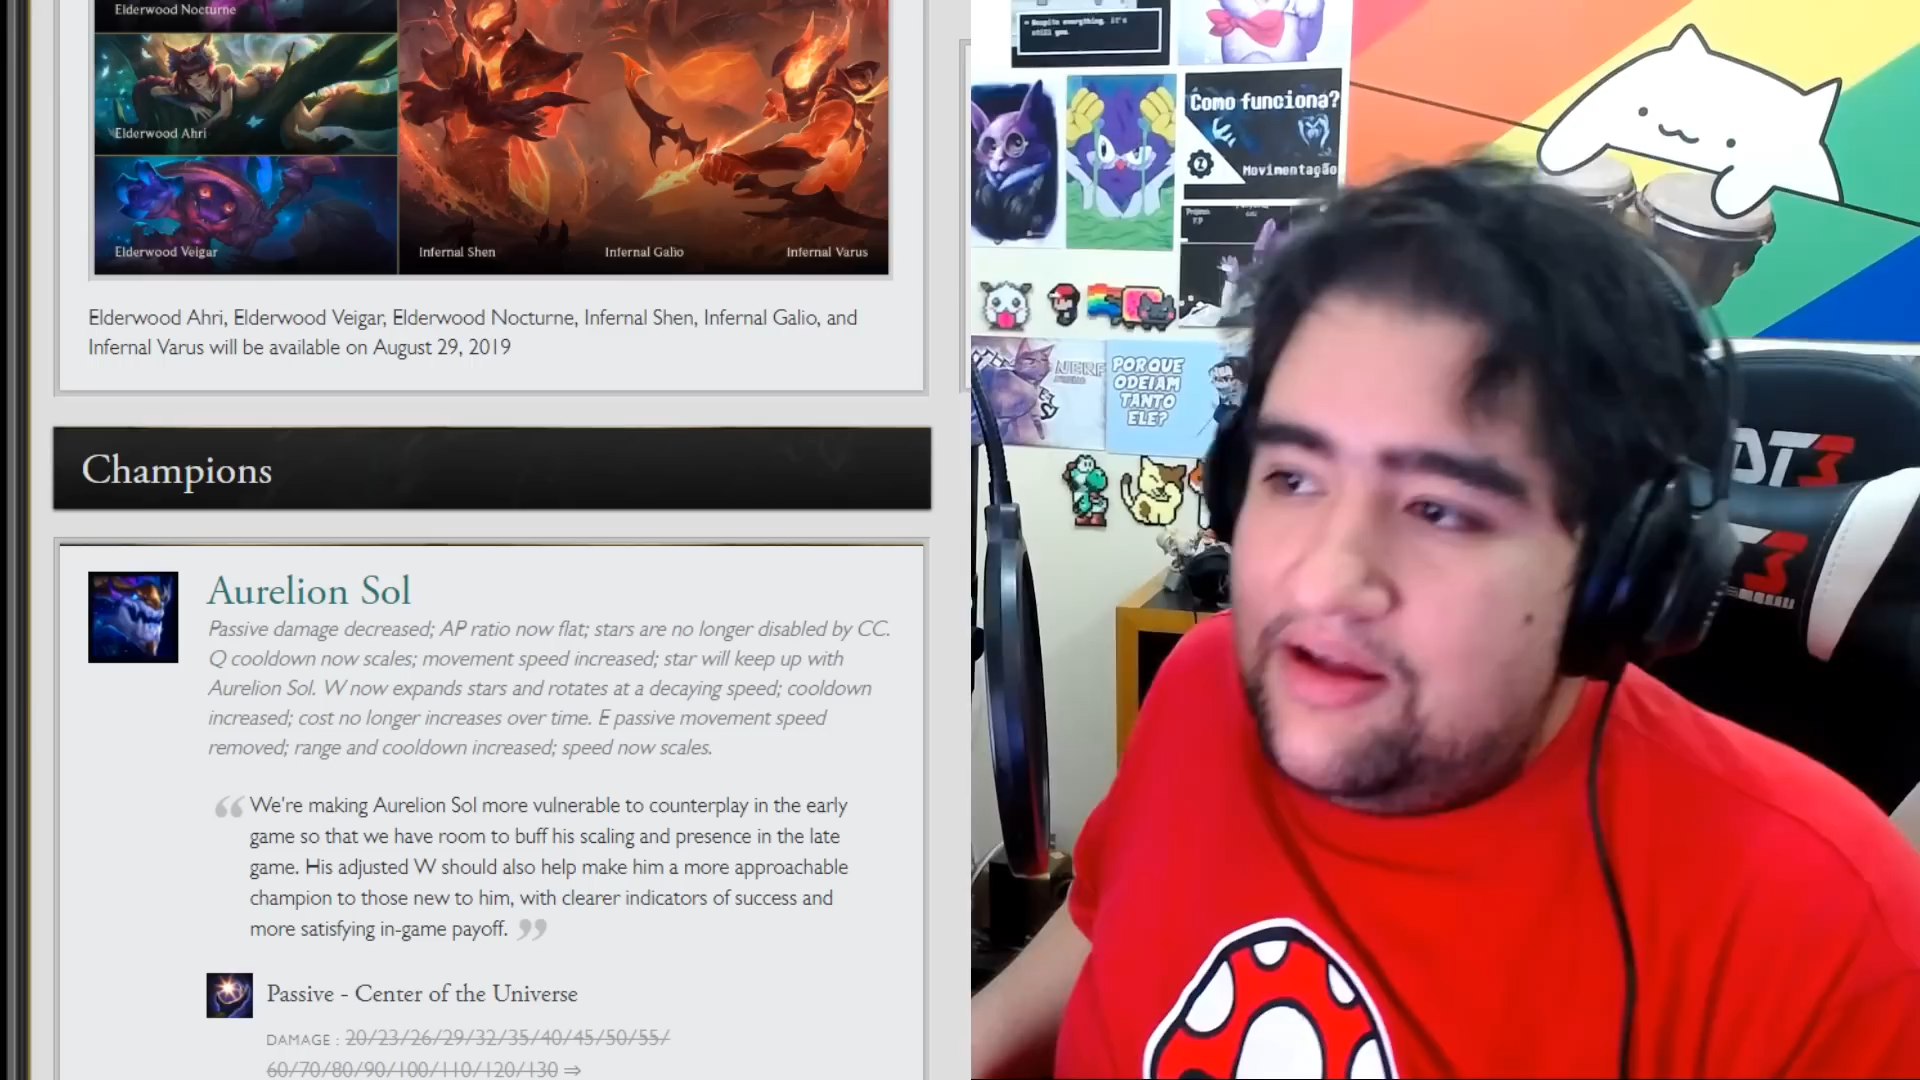 Elderwood Nocturne
Elderwood Ahri
Elderwood Veigar
Infernal Shen
Infernal Galio
Infernal Varus
Elderwood Ahri, Elderwood Veigar, Elderwood Nocturne, Infernal Shen, Infernal Galio, and
Infernal Varus will be available on August 29, 2019
Champions
Aurelion Sol
Passive damage decreased; AP ratio now flat; stars are no longer disabled by CC.
Q cooldown now scales; movement speed increased; star will keep up with
Aurelion Sol. W now expands stars and rotates at a decaying speed; cooldown
increased; cost no longer increases over time. E passive movement speed
removed; range and cooldown increased; speed now scales.
“ We're making Aurelion Sol more vulnerable to counterplay in the early
game so that we have room to buff his scaling and presence in the late
game. His adjusted W should also help make him a more approachable
champion to those new to him, with clearer indicators of success and
more satisfying in-game payoff. ”
Passive - Center of the Universe
DAMAGE : 20/23/26/29/32/35/40/45/50/55/
60/70/80/90/100/110/120/130 ⇒
* Despite everything, it's
still you.
Como funciona?
Movimentação
NERF
PORQUE
ODEIAM
TANTO
ELE?
DT3
T3